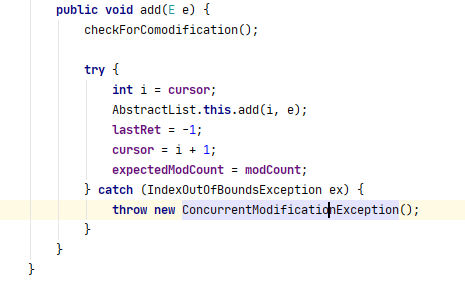 public void add(E e) {
checkForComodification();
try {
int i = cursor;
AbstractList.this.add(i, e);
lastRet = -1;
cursor = i + 1;
expectedModCount = modCount;
} catch (IndexOutOfBoundsException ex) {
throw new ConcurrentModificationException();
}
}
}